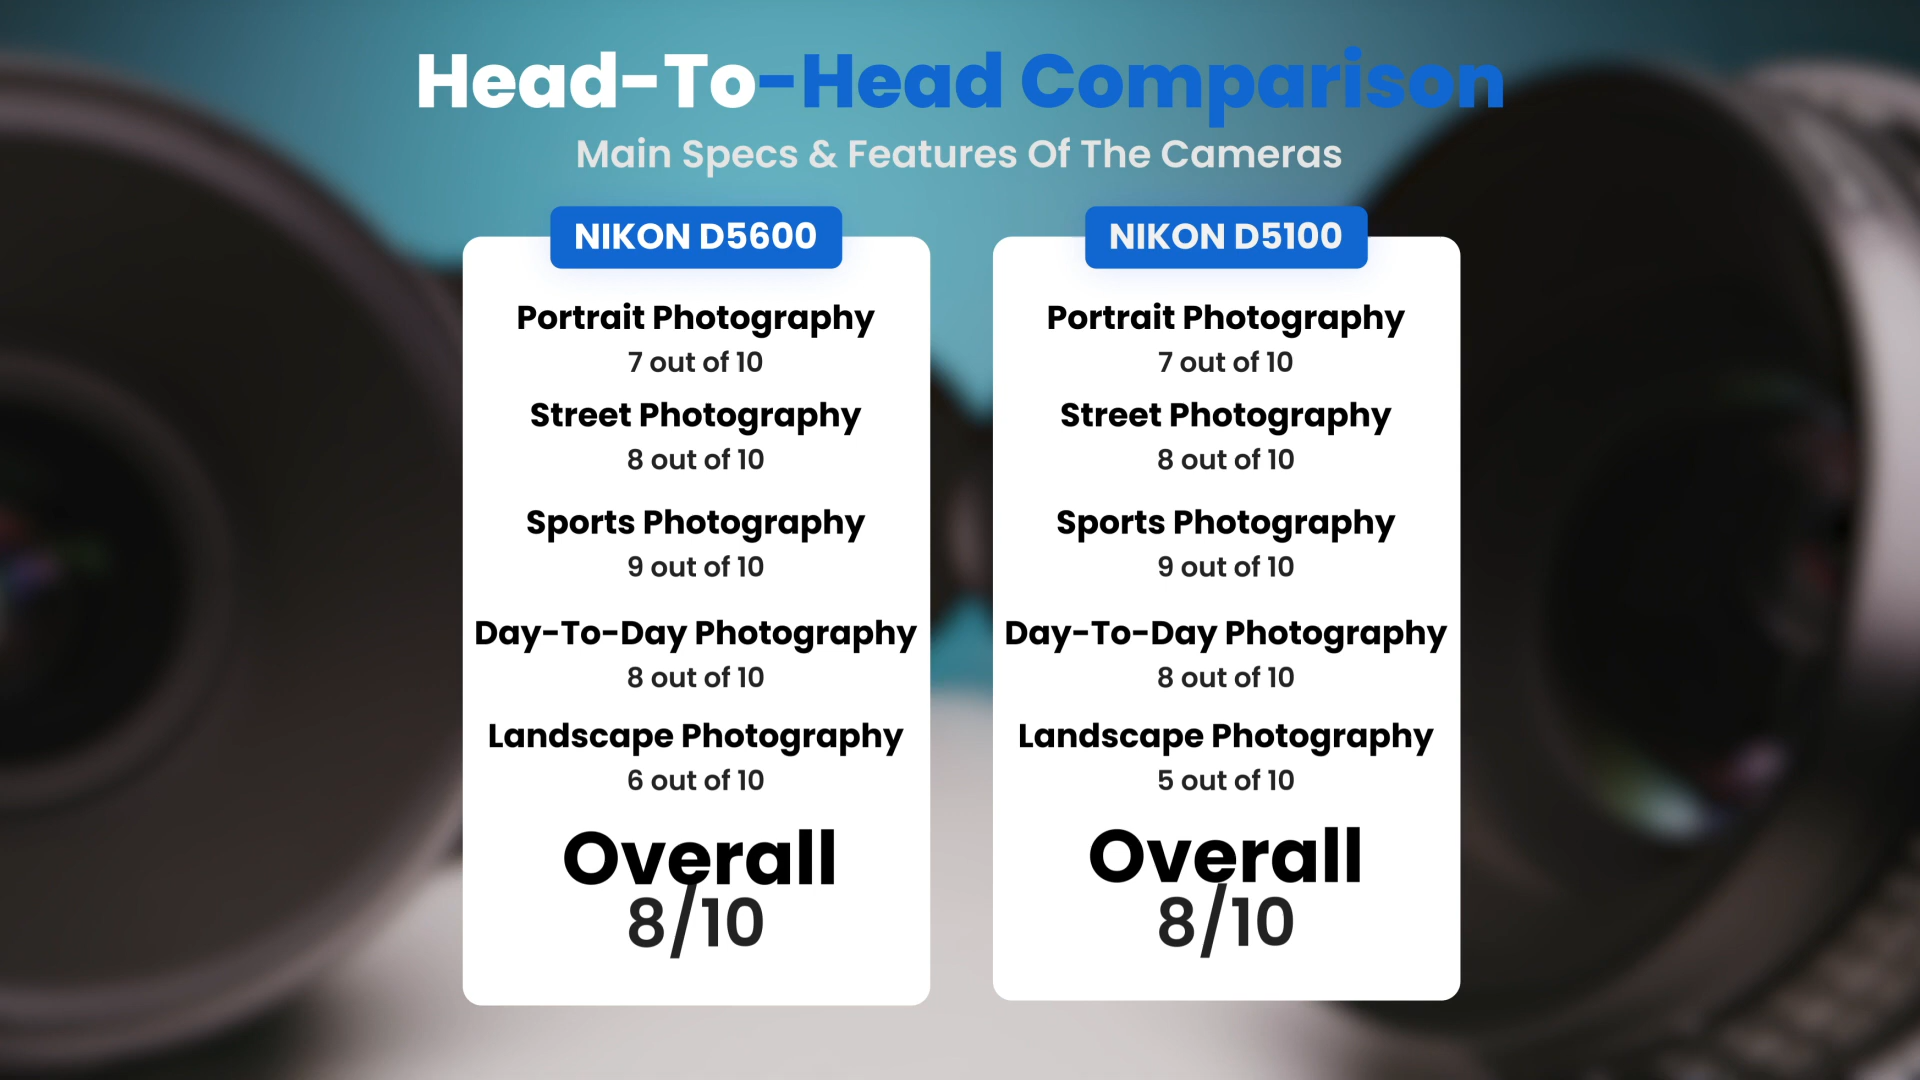 Head-To-Head Comparison
Main Specs & Features Of The Cameras
NIKON D5600
Portrait Photography
7 out of 10
Street Photography
8 out of 10
Sports Photography
9 out of 10
Day-To-Day Photography
8 out of 10
Landscape Photography
6 out of 10
Overall
8/10
NIKON D5100
Portrait Photography
7 out of 10
Street Photography
8 out of 10
Sports Photography
9 out of 10
Day-To-Day Photography
8 out of 10
Landscape Photography
5 out of 10
Overall
8/10